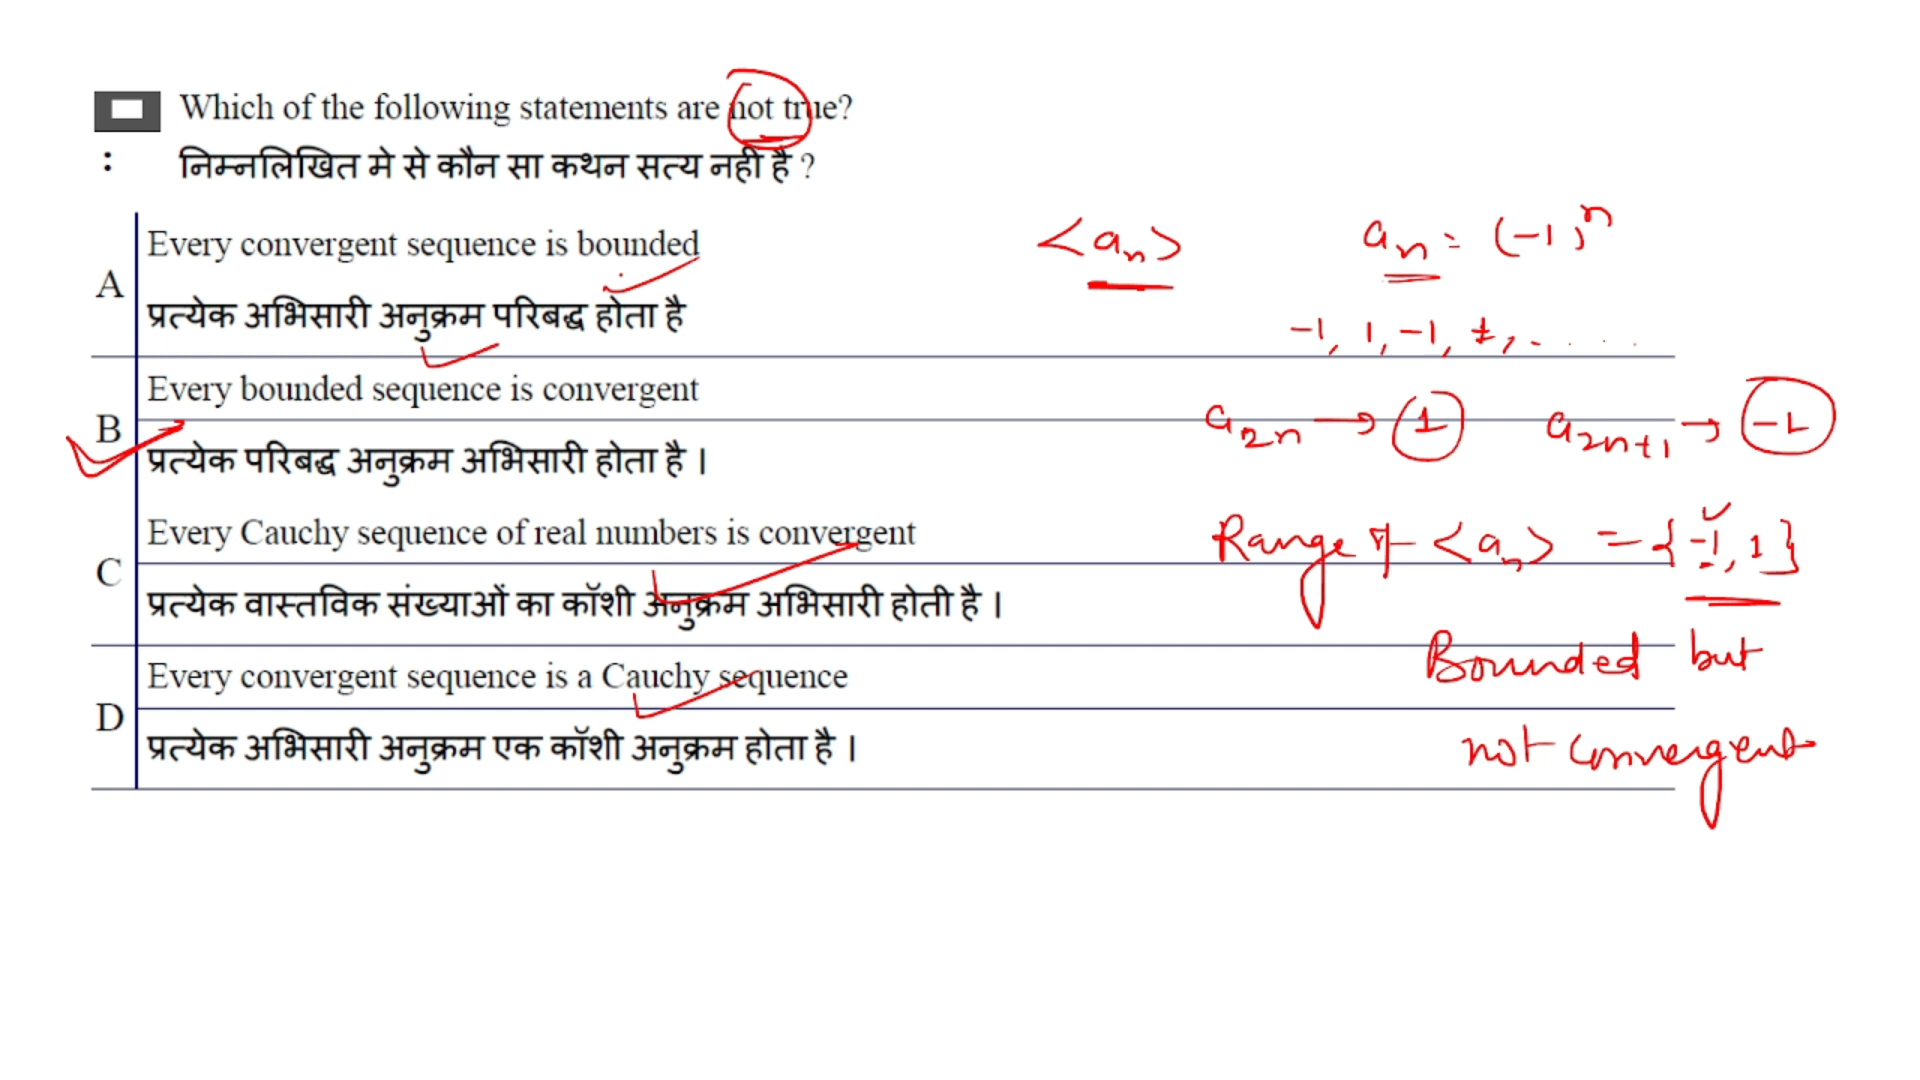 Which of the following statements are not true?
: निम्नलिखित मे से कौन सा कथन सत्य नही है ?
A
Every convergent sequence is bounded
प्रत्येक अभिसारी अनुक्रम परिबद्ध होता है
B
Every bounded sequence is convergent
प्रत्येक परिबद्ध अनुक्रम अभिसारी होता है ।
C
Every Cauchy sequence of real numbers is convergent
प्रत्येक वास्तविक संख्याओं का कॉशी अनुक्रम अभिसारी होती है ।
D
Every convergent sequence is a Cauchy sequence
प्रत्येक अभिसारी अनुक्रम एक कॉशी अनुक्रम होता है ।
<aₙ> aₙ = (-1)ⁿ
-1, 1, -1, 1, . . . . .
a₂ₙ → 1 a₂ₙ₊₁ → -1
Range of <aₙ> = {-1, 1}
Bounded but
not convergent